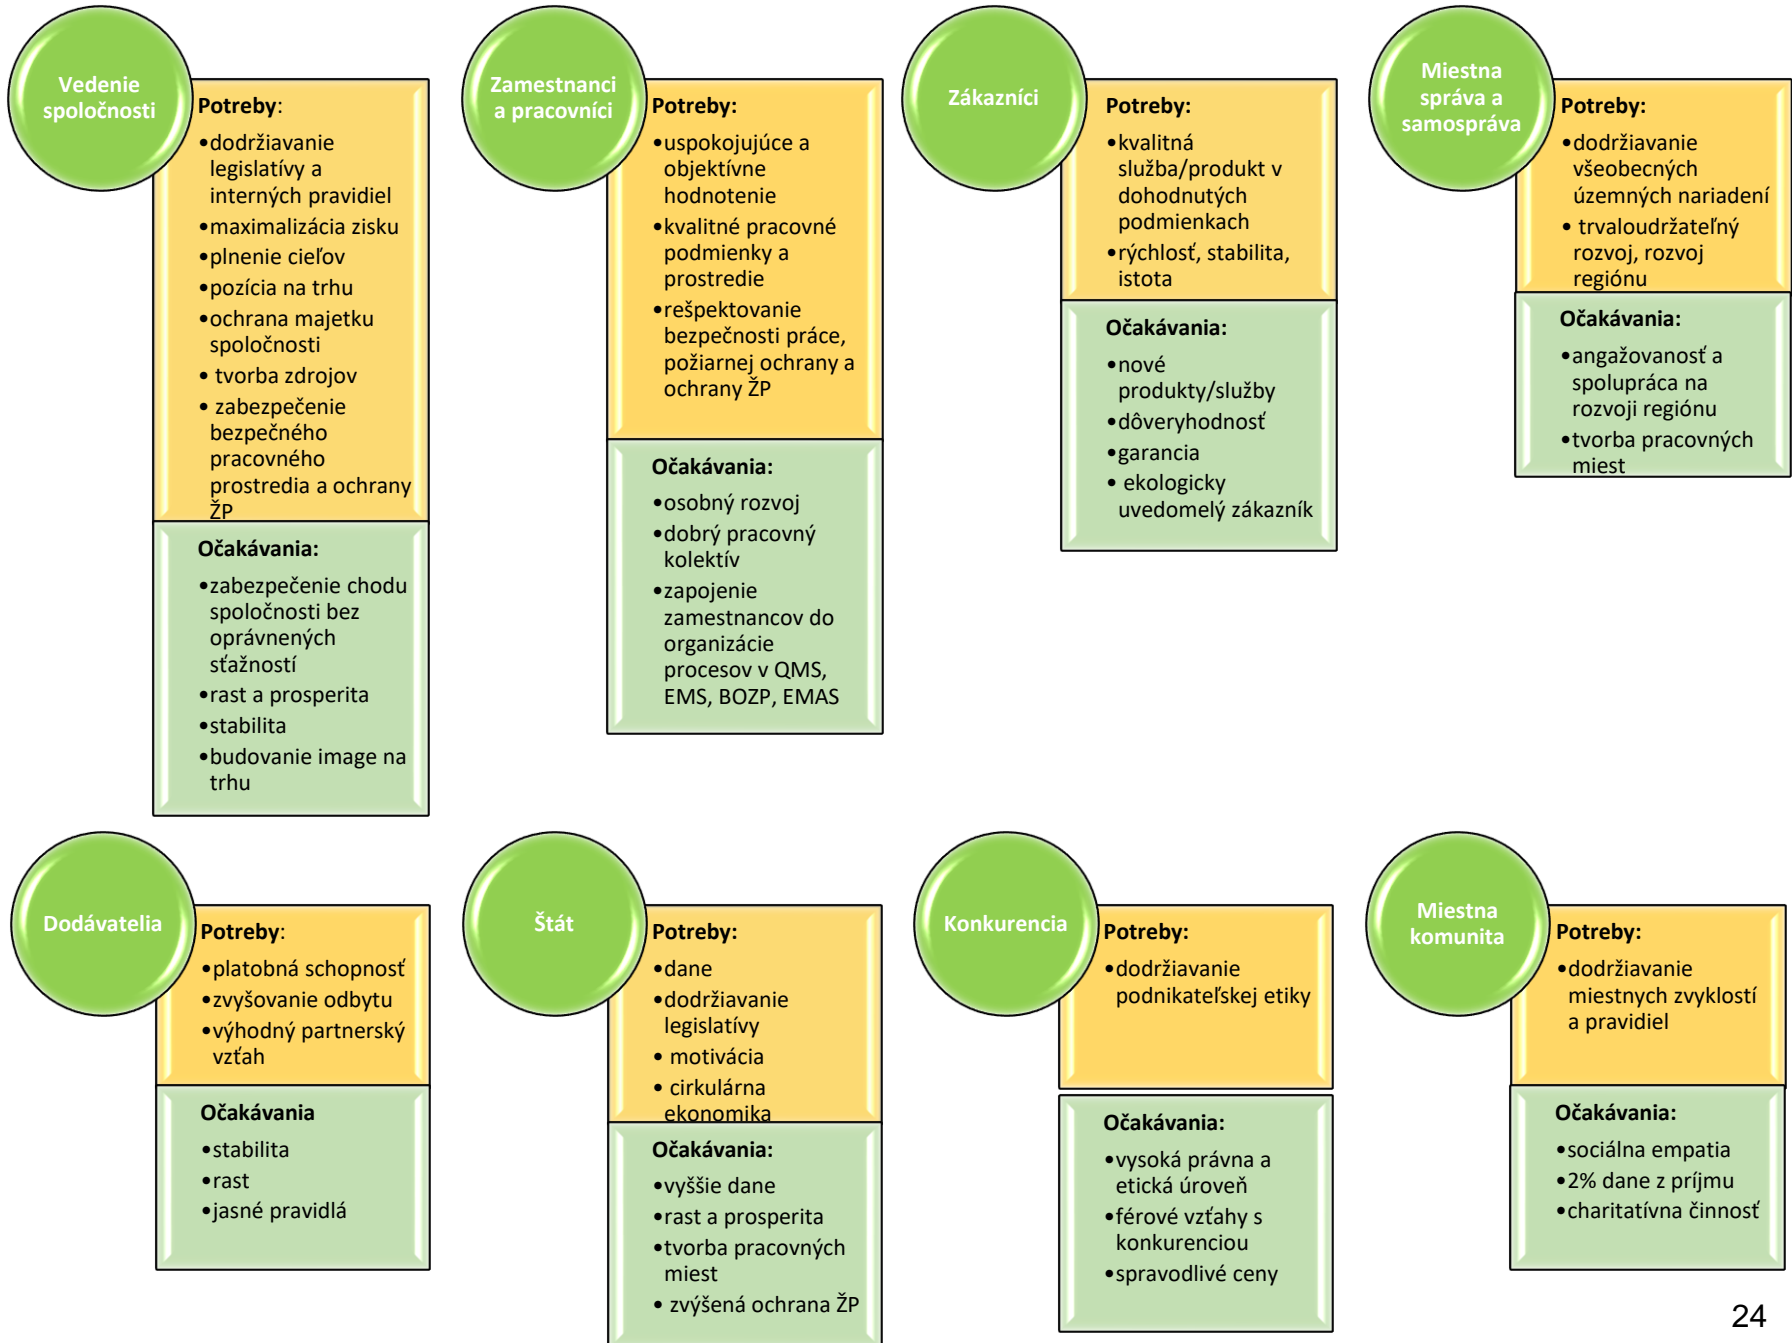 Vedenie
spoločnosti
Potreby:
•dodržiavanie
legislatívy a
interných pravidiel
•maximalizácia zisku
•plnenie cieľov
•pozícia na trhu
•ochrana majetku
spoločnosti
• tvorba zdrojov
• zabezpečenie
bezpečného
pracovného
prostredia a ochrany
ŽP
Očakávania:
•zabezpečenie chodu
spoločnosti bez
oprávnených
sťažností
•rast a prosperita
•stabilita
•budovanie image na
trhu
Zamestnanci
a pracovníci
Potreby:
•uspokojujúce a
objektívne
hodnotenie
•kvalitné pracovné
podmienky a
prostredie
•rešpektovanie
bezpečnosti práce,
požiarnej ochrany a
ochrany ŽP
Očakávania:
•osobný rozvoj
•dobrý pracovný
kolektív
•zapojenie
zamestnancov do
organizácie
procesov v QMS,
EMS, BOZP, EMAS
Zákazníci
Potreby:
•kvalitná
služba/produkt v
dohodnutých
podmienkach
•rýchlosť, stabilita,
istota
Očakávania:
•nové
produkty/služby
•dôveryhodnosť
•garancia
• ekologicky
uvedomelý zákazník
Miestna
správa a
samospráva
Potreby:
•dodržiavanie
všeobecných
územných nariadení
• trvaloudržateľný
rozvoj, rozvoj
regiónu
Očakávania:
•angažovanosť a
spolupráca na
rozvoji regiónu
•tvorba pracovných
miest
Dodávatelia
Potreby:
•platobná schopnosť
•zvyšovanie odbytu
•výhodný partnerský
vzťah
Očakávania
•stabilita
•rast
•jasné pravidlá
Štát
Potreby:
•dane
•dodržiavanie
legislatívy
• motivácia
• cirkulárna
ekonomika
Očakávania:
•vyššie dane
•rast a prosperita
•tvorba pracovných
miest
• zvýšená ochrana ŽP
Konkurencia
Potreby:
•dodržiavanie
podnikateľskej etiky
Očakávania:
•vysoká právna a
etická úroveň
•férové vzťahy s
konkurenciou
•spravodlivé ceny
Miestna
komunita
Potreby:
•dodržiavanie
miestnych zvyklostí
a pravidiel
Očakávania:
•sociálna empatia
•2% dane z príjmu
•charitatívna činnosť
24